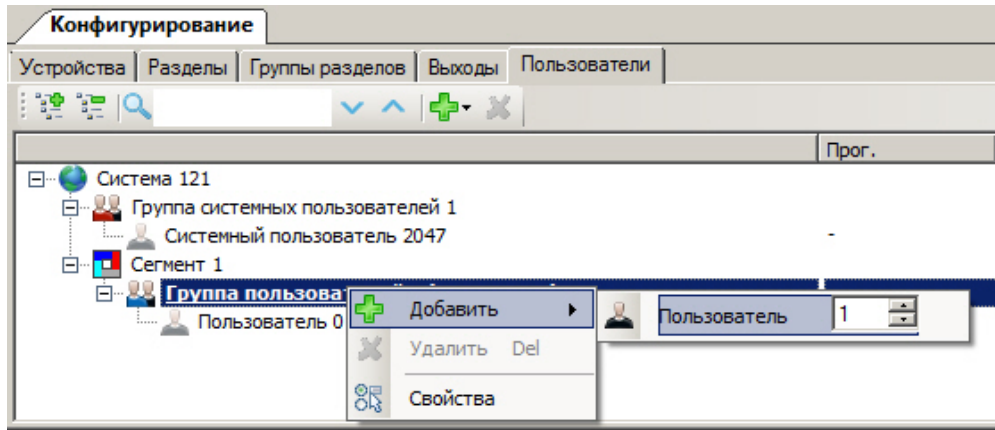 Конфигурирование
Устройства Разделы Группы разделов Выходы Пользователи
Прог.
Система 121
Группа системных пользователей 1
Системный пользователь 2047 -
Сегмент 1
Группа
Добавить Пользователь 1
Пользователь 0
Удалить Del
Свойства